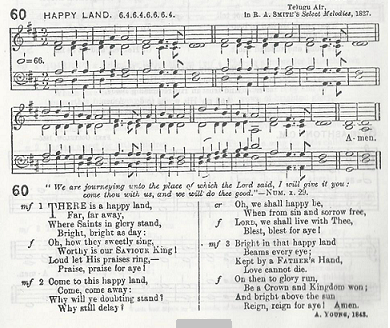 60 HAPPY LAND. 6.4.6.4.6.6.6.4.
Telugu Air,
In R. A. SMITH'S Select Melodies, 1827.
=66.
A-men.
60
"We are journeying unto the place of which the Lord said, I will give it you:
come thou with us, and we will do thee good."—NUM. x. 29.
mf 1 THERE is a happy land,
Far, far away,
Where Saints in glory stand,
Bright, bright as day:
f Oh, how they sweetly sing,
Worthy is our SAVIOUR King!
Loud let His praises ring,—
Praise, praise for aye!
mf 2 Come to this happy land,
Come, come away:
Why will ye doubting stand?
Why still delay?
cr Oh, we shall happy be,
When from sin and sorrow free,
f LORD, we shall live with Thee,
Blest, blest for aye!
mf 3 Bright in that happy land
Beams every eye;
Kept by a FATHER'S Hand,
Love cannot die.
f On then to glory run,
Be a Crown and Kingdom won;
And bright above the sun
Reign, reign for aye! Amen.
A. YOUNG, 1843.